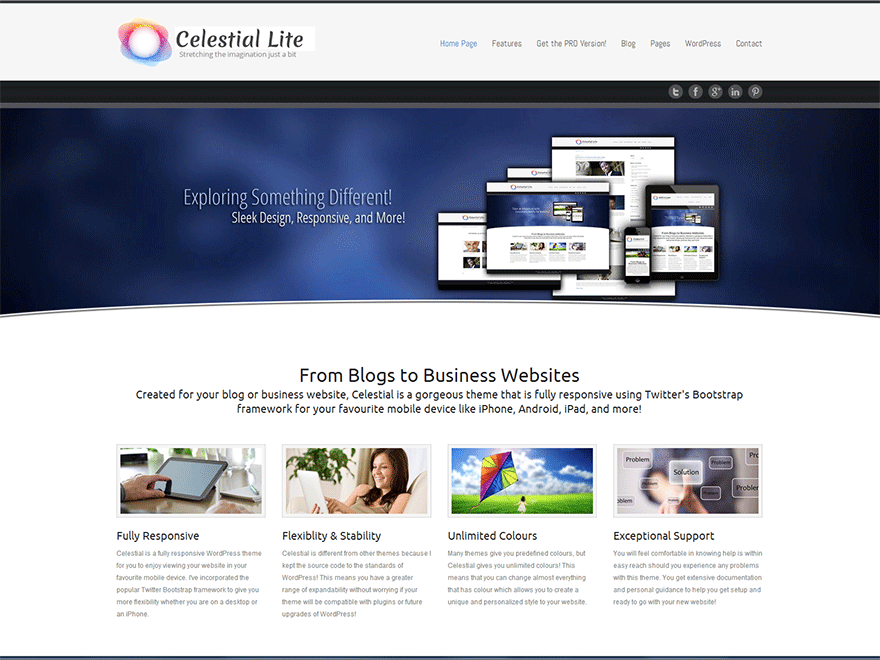 Celestial Lite
Stretching the imagination just a bit
Home Page Features Get the PRO Version! Blog Pages WordPress Contact
Exploring Something Different!
Sleek Design, Responsive, and More!
From Blogs to Business Websites
Created for your blog or business website, Celestial is a gorgeous theme that is fully responsive using Twitter's Bootstrap
framework for your favourite mobile device like iPhone, Android, iPad, and more!
Problem
Problem
Solution
Problem
Problem
Fully Responsive
Celestial is a fully responsive WordPress theme
for you to enjoy viewing your website in your
favourite mobile device. I've incorporated the
popular Twitter Bootstrap framework to give you
more flexibility whether you are on a desktop or
an iPhone.
Flexiblity & Stability
Celestial is different from other themes because I
kept the source code to the standards of
WordPress! This means you have a greater
range of expandability without worrying if your
theme will be compatible with plugins or future
upgrades of WordPress!
Unlimited Colours
Many themes give you predefined colours, but
Celestial gives you unlimited colours! This
means that you can change almost everything
that has colour which allows you to create a
unique and personalized style to your website.
Exceptional Support
You will feel comfortable in knowing help is within
easy reach should you experience any problems
with this theme. You get extensive documentation
and personal guidance to help you get setup and
ready to go with your new website!